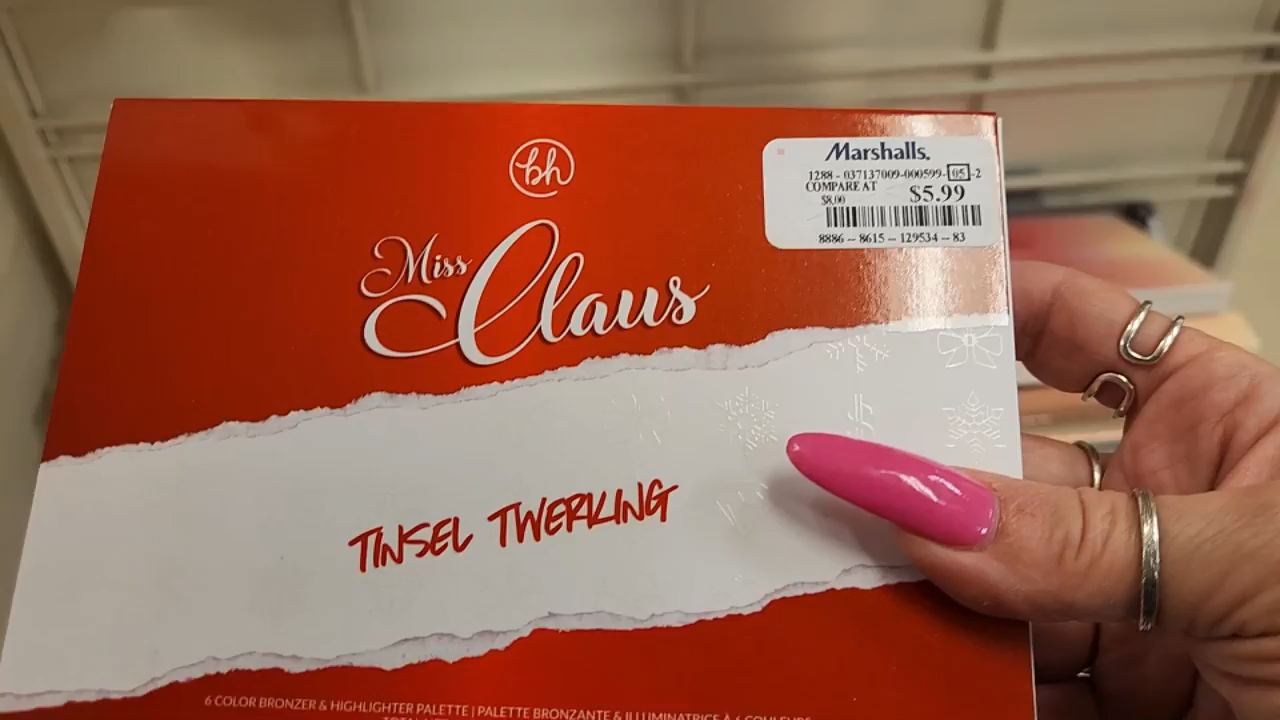 bh
Marshalls.
1288 - 037137009-000599-05-2
COMPARE AT $5.99
$8.00
8886 -- 8615 -- 129534 -- 83
Miss
Claus
TINSEL TWERKING
6 COLOR BRONZER & HIGHLIGHTER PALETTE | PALETTE BRONZANTE & ILLUMINATRICE À 6 COULEURS